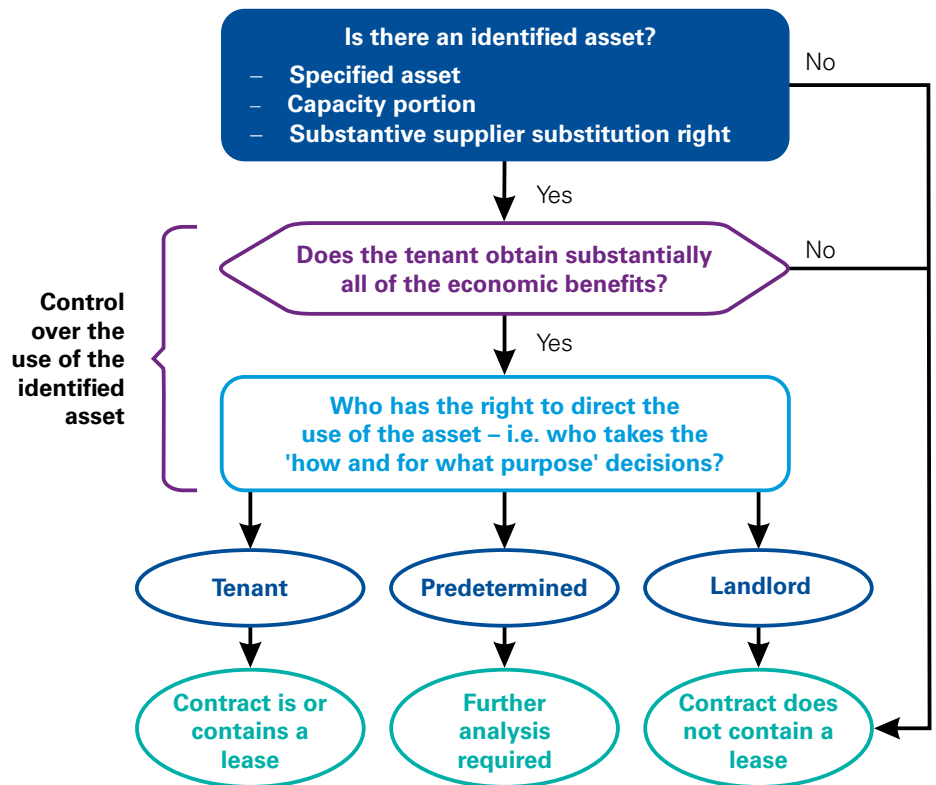 Is there an identified asset?
– Specified asset
– Capacity portion
– Substantive supplier substitution right
No
Yes
Does the tenant obtain substantially
all of the economic benefits?
No
Control
over the
use of the
identified
asset
Yes
Who has the right to direct the
use of the asset – i.e. who takes the
'how and for what purpose' decisions?
Tenant
Predetermined
Landlord
Contract is or
contains a
lease
Further
analysis
required
Contract does
not contain a
lease